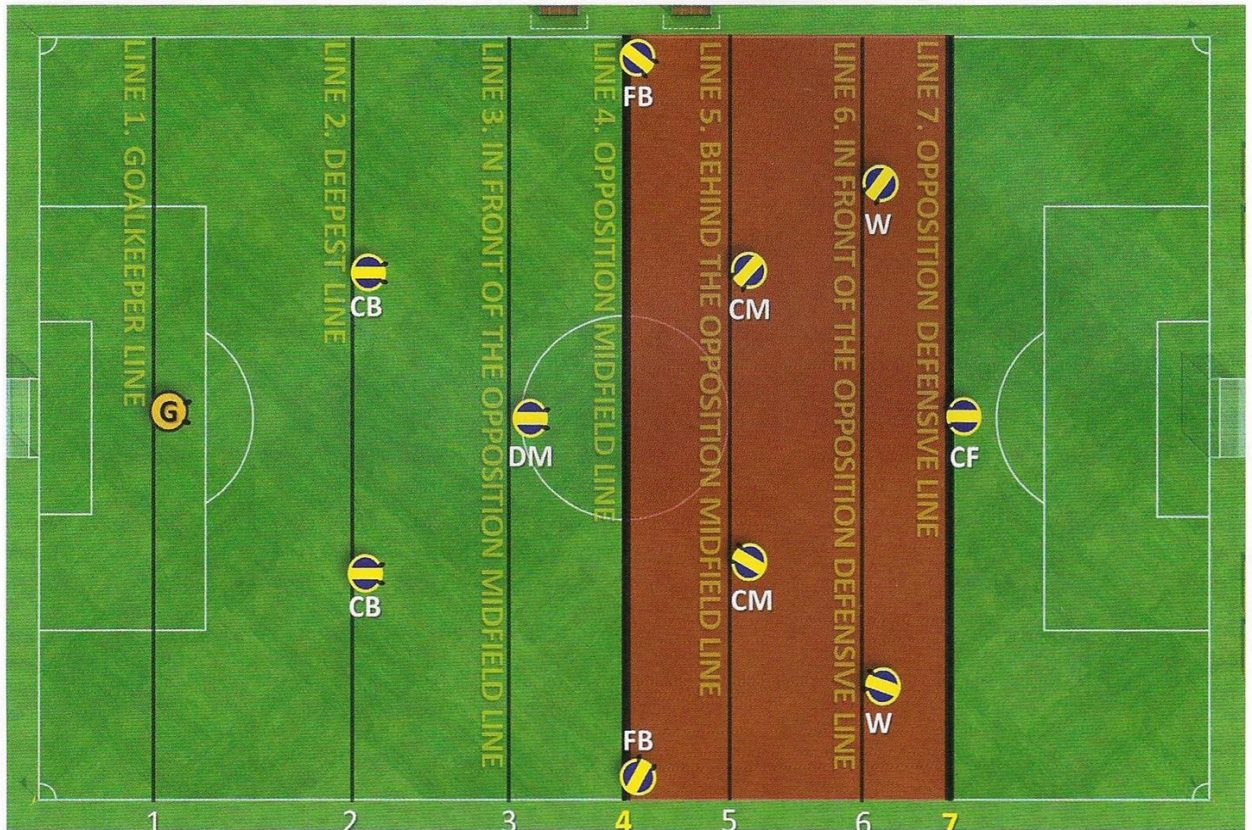 LINE 1. GOALKEEPER LINE
LINE 2. DEEPEST LINE
LINE 3. IN FRONT OF THE OPPOSITION MIDFIELD LINE
LINE 4. OPPOSITION MIDFIELD LINE
LINE 5. BEHIND THE OPPOSITION MIDFIELD LINE
LINE 6. IN FRONT OF THE OPPOSITION DEFENSIVE LINE
LINE 7. OPPOSITION DEFENSIVE LINE
FB
W
CB
CM
G
DM
CF
CB
CM
W
FB
1 2 3 4 5 6 7